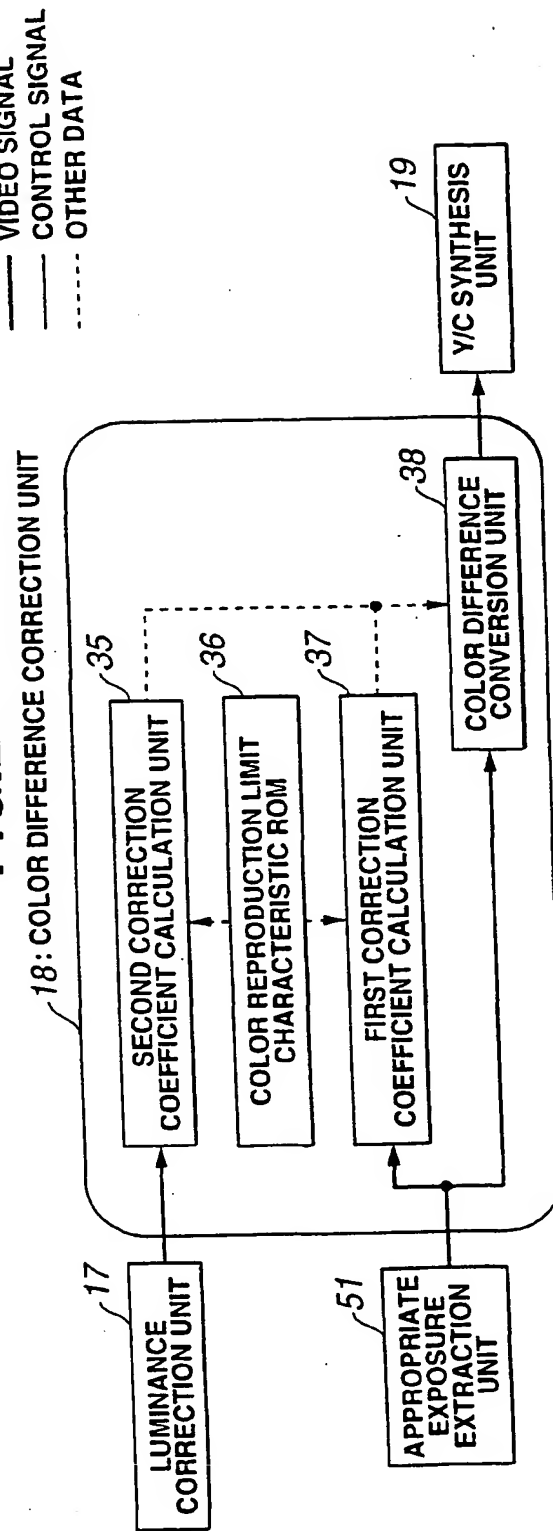 VIDEO SIGNAL
CONTROL SIGNAL
OTHER DATA
18: COLOR DIFFERENCE CORRECTION UNIT
17
LUMINANCE
CORRECTION UNIT
35
SECOND CORRECTION
COEFFICIENT CALCULATION UNIT
36
COLOR REPRODUCTION LIMIT
CHARACTERISTIC ROM
37
FIRST CORRECTION
COEFFICIENT CALCULATION UNIT
51
APPROPRIATE
EXPOSURE
EXTRACTION
UNIT
38
COLOR DIFFERENCE
CONVERSION UNIT
19
Y/C SYNTHESIS
UNIT